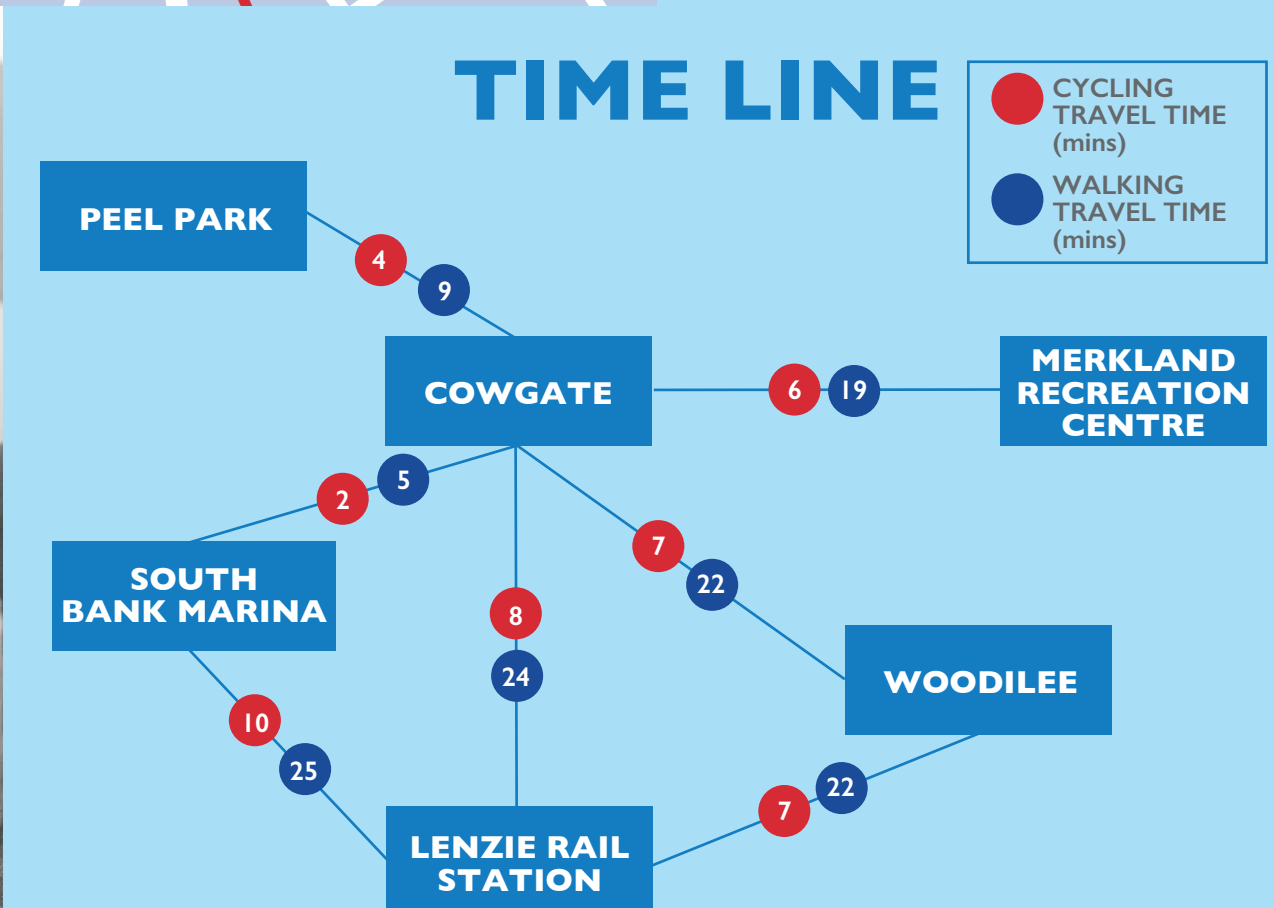 TIME LINE
CYCLING
TRAVEL TIME
(mins)
WALKING
TRAVEL TIME
(mins)
PEEL PARK
4
9
COWGATE
6
19
MERKLAND
RECREATION
CENTRE
2
5
7
22
8
24
SOUTH
BANK MARINA
WOODILEE
10
25
7
22
LENZIE RAIL
STATION